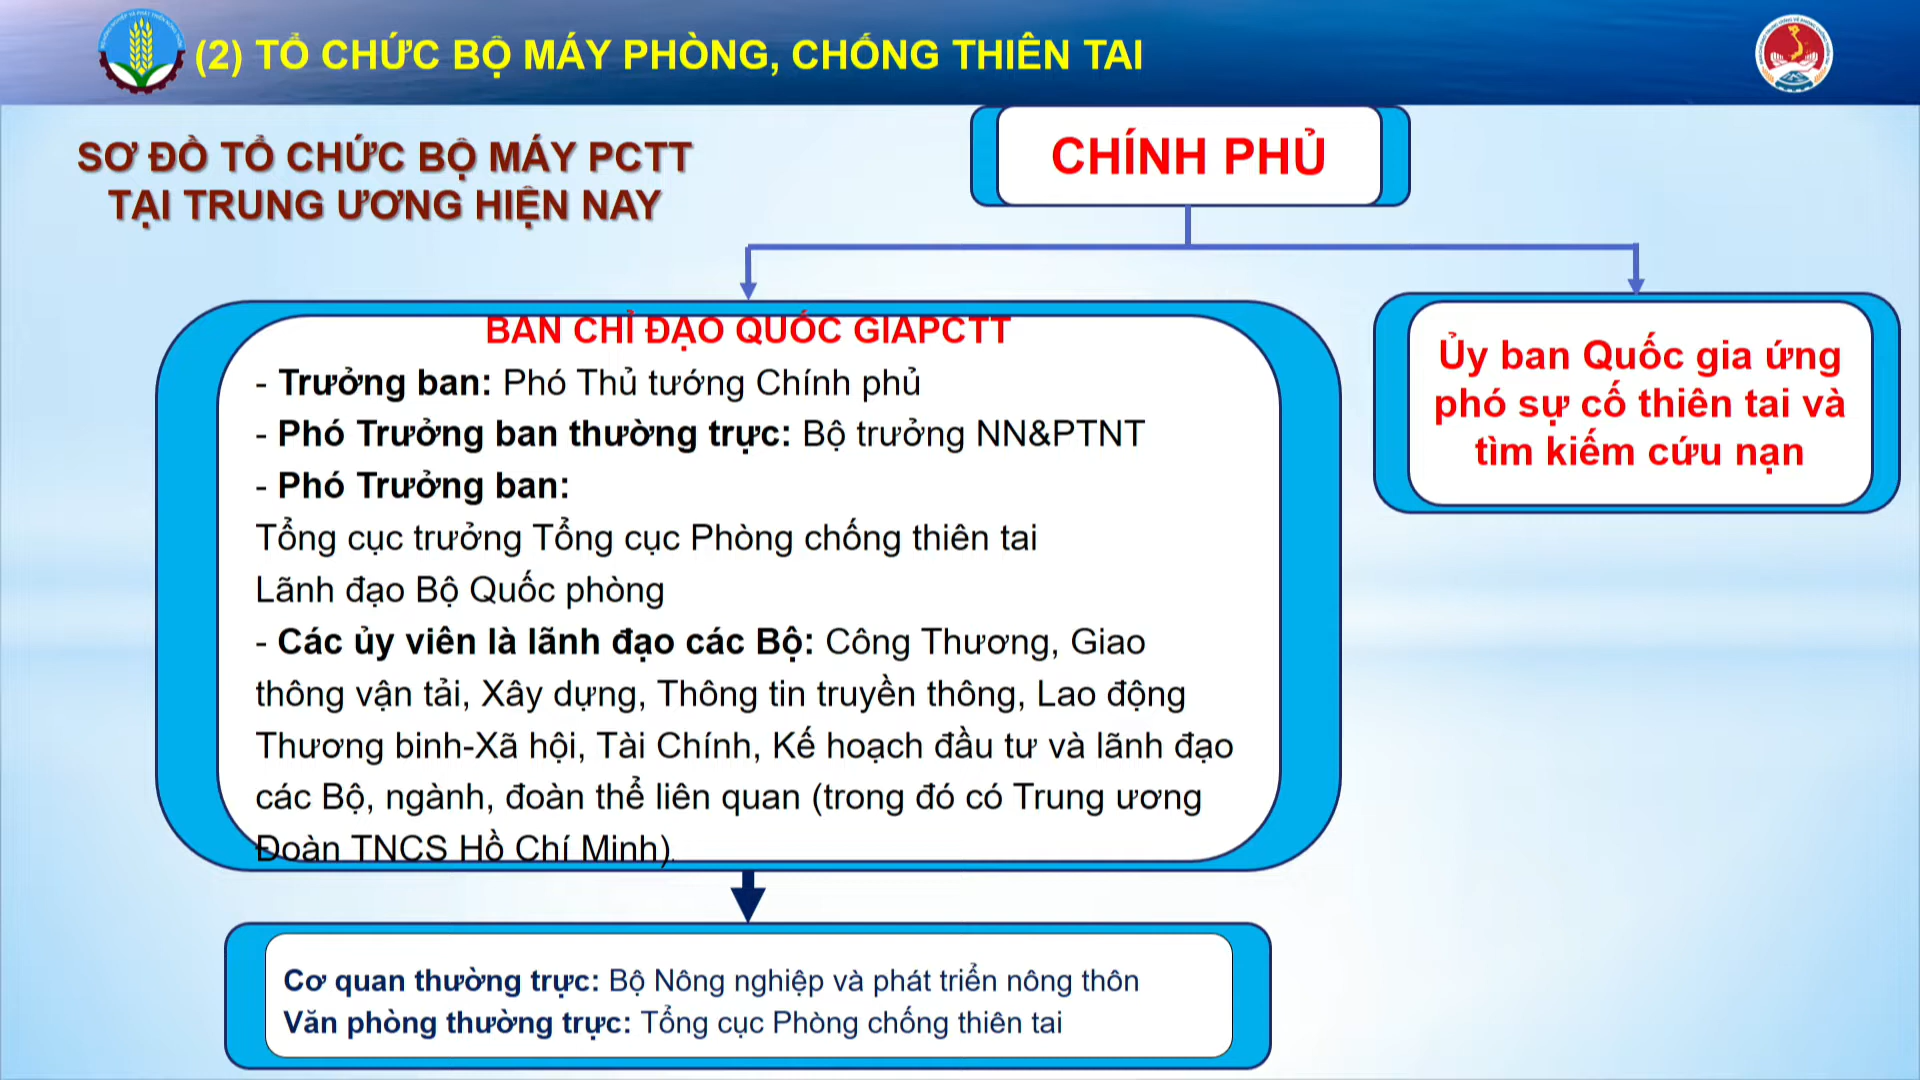 (2) TỔ CHỨC BỘ MÁY PHÒNG, CHỐNG THIÊN TAI
SƠ ĐỒ TỔ CHỨC BỘ MÁY PCTT
TẠI TRUNG ƯƠNG HIỆN NAY
CHÍNH PHỦ
BAN CHỈ ĐẠO QUỐC GIAPCTT
- Trưởng ban: Phó Thủ tướng Chính phủ
- Phó Trưởng ban thường trực: Bộ trưởng NN&PTNT
- Phó Trưởng ban:
Tổng cục trưởng Tổng cục Phòng chống thiên tai
Lãnh đạo Bộ Quốc phòng
- Các ủy viên là lãnh đạo các Bộ: Công Thương, Giao
thông vận tải, Xây dựng, Thông tin truyền thông, Lao động
Thương binh-Xã hội, Tài Chính, Kế hoạch đầu tư và lãnh đạo
các Bộ, ngành, đoàn thể liên quan (trong đó có Trung ương
Đoàn TNCS Hồ Chí Minh).
Ủy ban Quốc gia ứng
phó sự cố thiên tai và
tìm kiếm cứu nạn
Cơ quan thường trực: Bộ Nông nghiệp và phát triển nông thôn
Văn phòng thường trực: Tổng cục Phòng chống thiên tai